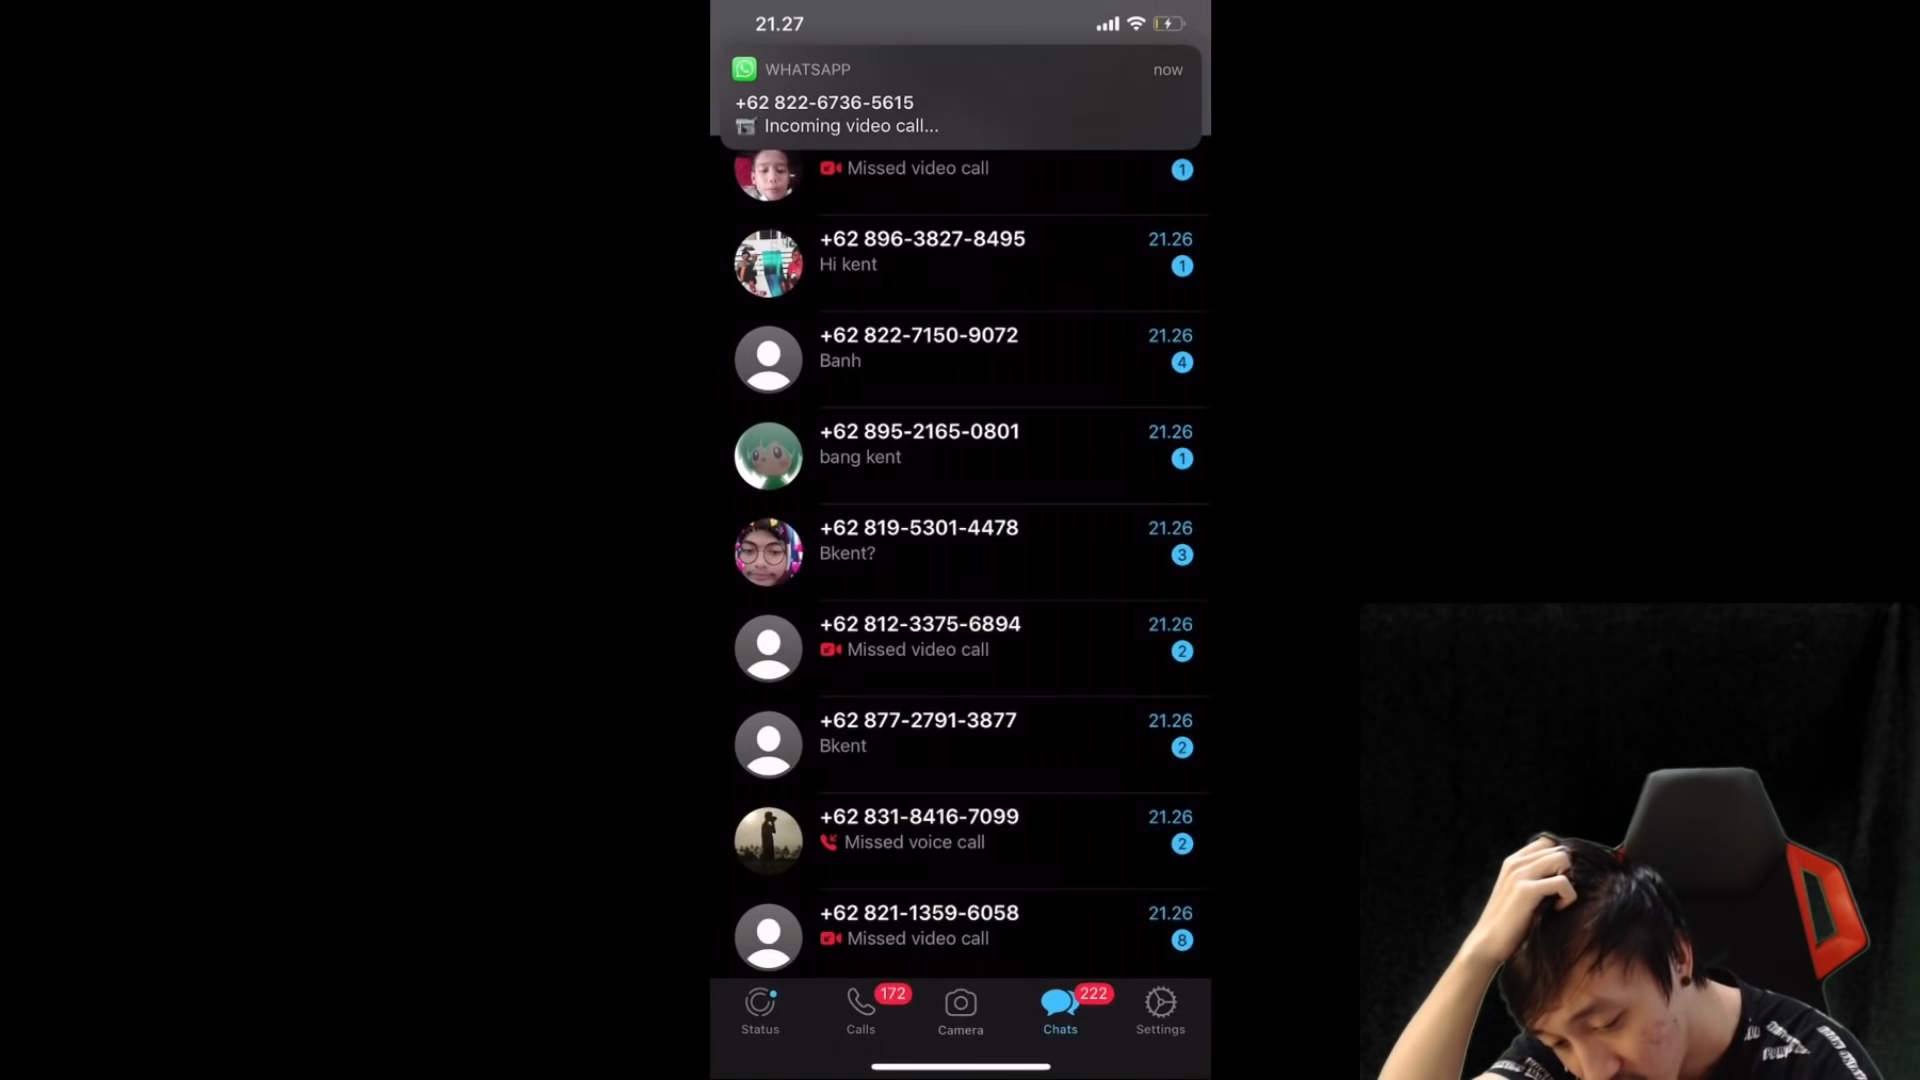 21.27
WHATSAPP
now
+62 822-6736-5615
Incoming video call...
Missed video call
1
+62 896-3827-8495
21.26
Hi kent
1
+62 822-7150-9072
21.26
Banh
4
+62 895-2165-0801
21.26
bang kent
1
+62 819-5301-4478
21.26
Bkent?
3
+62 812-3375-6894
21.26
Missed video call
2
+62 877-2791-3877
21.26
Bkent
2
+62 831-8416-7099
21.26
Missed voice call
2
+62 821-1359-6058
21.26
Missed video call
8
172
222
Status
Calls
Camera
Chats
Settings